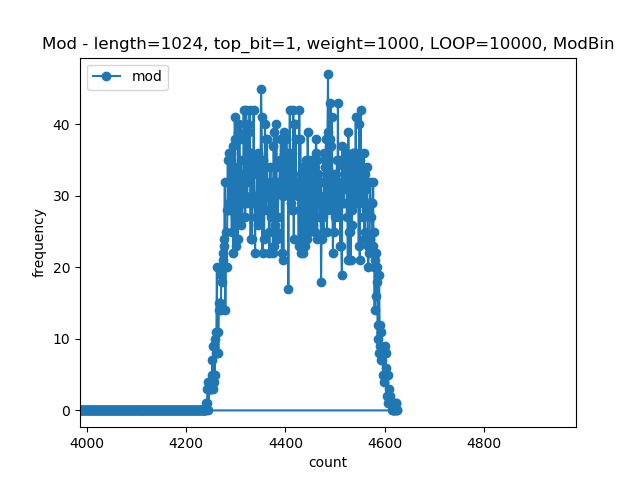 Mod - length=1024, top_bit=1, weight=1000, LOOP=10000, ModBin
mod
frequency
40
30
20
10
0
4000 4200 4400 4600 4800
count